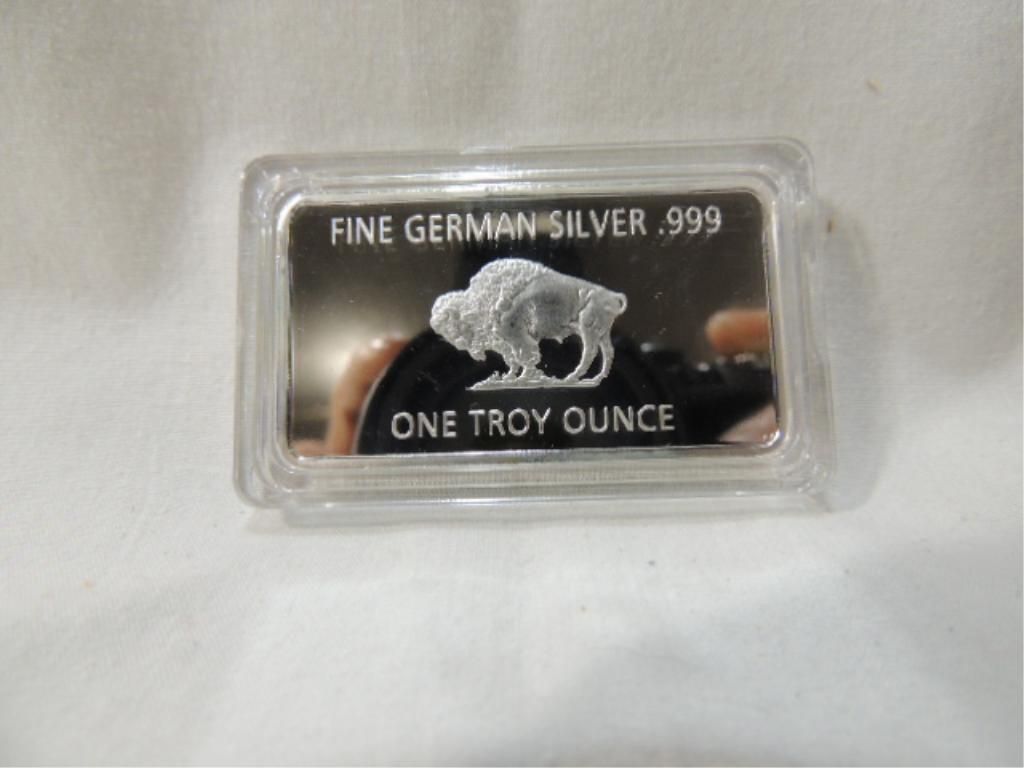 FINE GERMAN SILVER .999
ONE TROY OUNCE